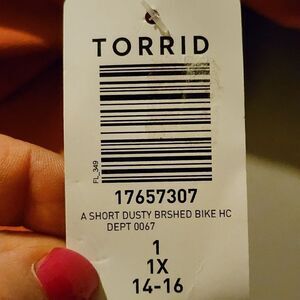 TORRID
FL_349
17657307
A SHORT DUSTY BRSHED BIKE HC
DEPT 0067
1
1X
14-16